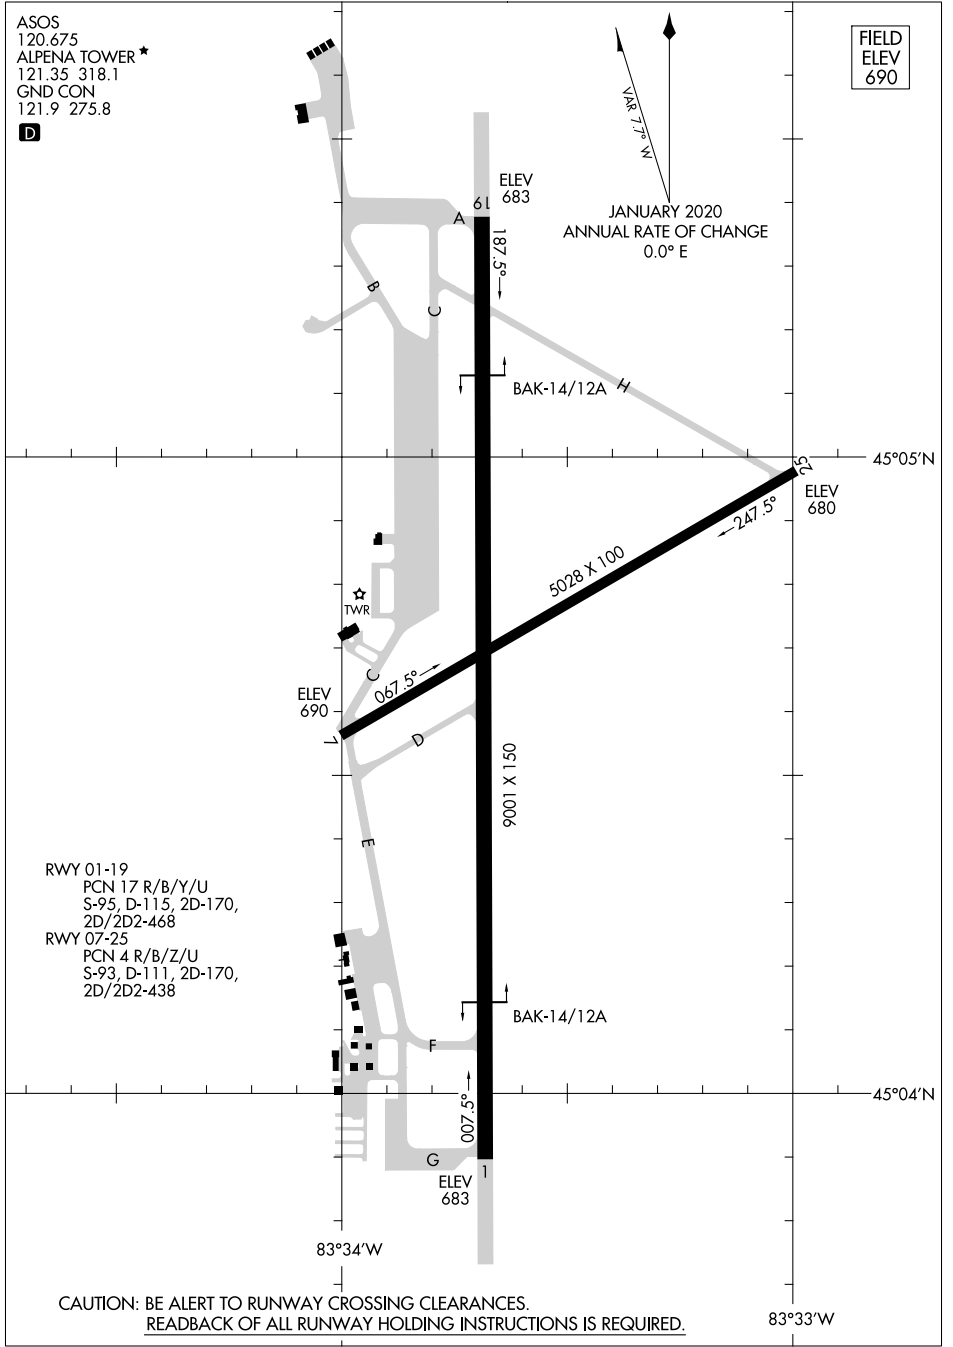 ASOS
120.675
ALPENA TOWER
121.35 318.1
GND CON
121.9 275.8
D
FIELD
ELEV
690
VAR 7.7° W
JANUARY 2020
ANNUAL RATE OF CHANGE
0.0° E
ELEV
683
19
A
187.5°
B
C
H
BAK-14/12A
45°05'N
25
ELEV
680
247.5°
5028 X 100
TWR
C
067.5°
ELEV
690
7
D
9001 X 150
E
RWY 01-19
PCN 17 R/B/Y/U
S-95, D-115, 2D-170,
2D/2D2-468
RWY 07-25
PCN 4 R/B/Z/U
S-93, D-111, 2D-170,
2D/2D2-438
BAK-14/12A
F
45°04'N
007.5°
G
1
ELEV
683
83°34'W
83°33'W
CAUTION: BE ALERT TO RUNWAY CROSSING CLEARANCES.
READBACK OF ALL RUNWAY HOLDING INSTRUCTIONS IS REQUIRED.